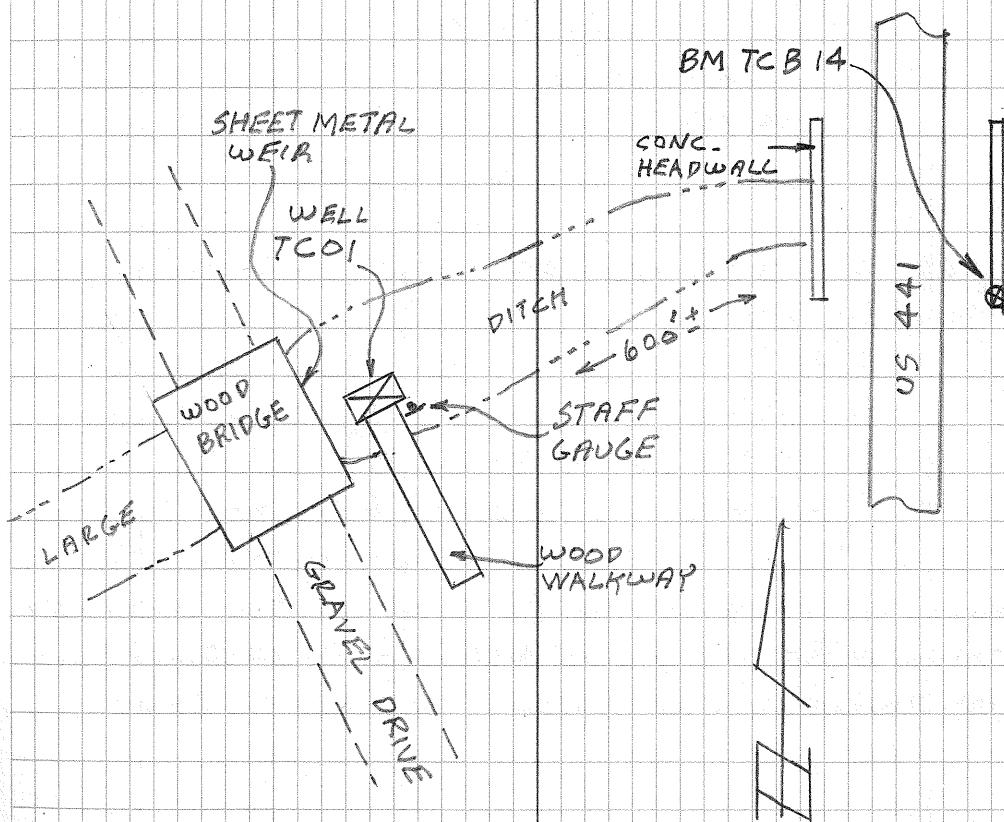 BM TCB 14
SHEET METAL
WEIR
CONC.
HEADWALL
WELL
TC01
DITCH
600'±
US 441
WOOD
BRIDGE
STAFF
GAUGE
LARGE
WOOD
WALKWAY
GRAVEL DRIVE